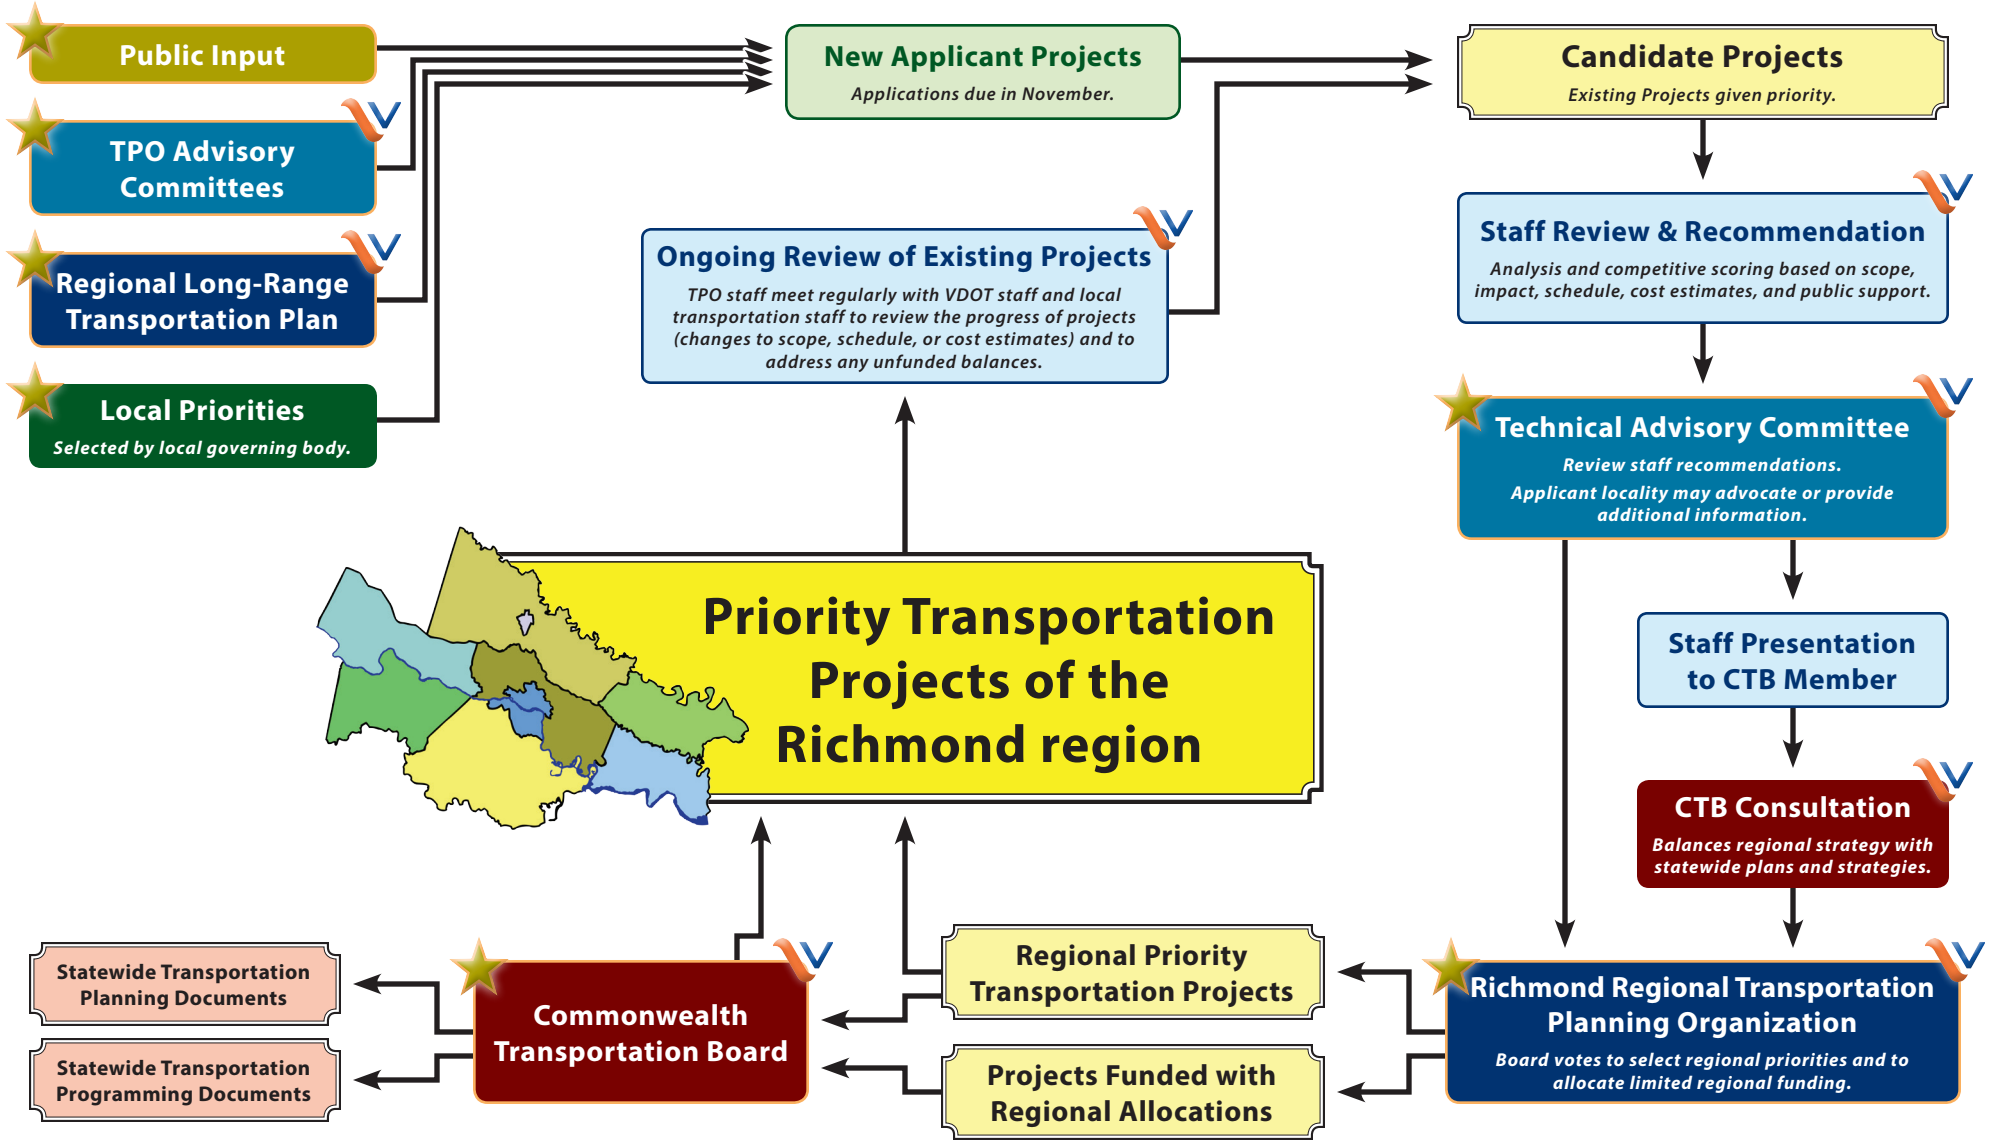 Public Input
TPO Advisory
Committees
Regional Long-Range
Transportation Plan
Local Priorities
Selected by local governing body.
New Applicant Projects
Applications due in November.
Ongoing Review of Existing Projects
TPO staff meet regularly with VDOT staff and local
transportation staff to review the progress of projects
(changes to scope, schedule, or cost estimates) and to
address any unfunded balances.
Candidate Projects
Existing Projects given priority.
Staff Review & Recommendation
Analysis and competitive scoring based on scope,
impact, schedule, cost estimates, and public support.
Technical Advisory Committee
Review staff recommendations.
Applicant locality may advocate or provide
additional information.
Staff Presentation
to CTB Member
CTB Consultation
Balances regional strategy with
statewide plans and strategies.
Richmond Regional Transportation
Planning Organization
Board votes to select regional priorities and to
allocate limited regional funding.
Regional Priority
Transportation Projects
Projects Funded with
Regional Allocations
Commonwealth
Transportation Board
Statewide Transportation
Planning Documents
Statewide Transportation
Programming Documents
Priority Transportation
Projects of the
Richmond region